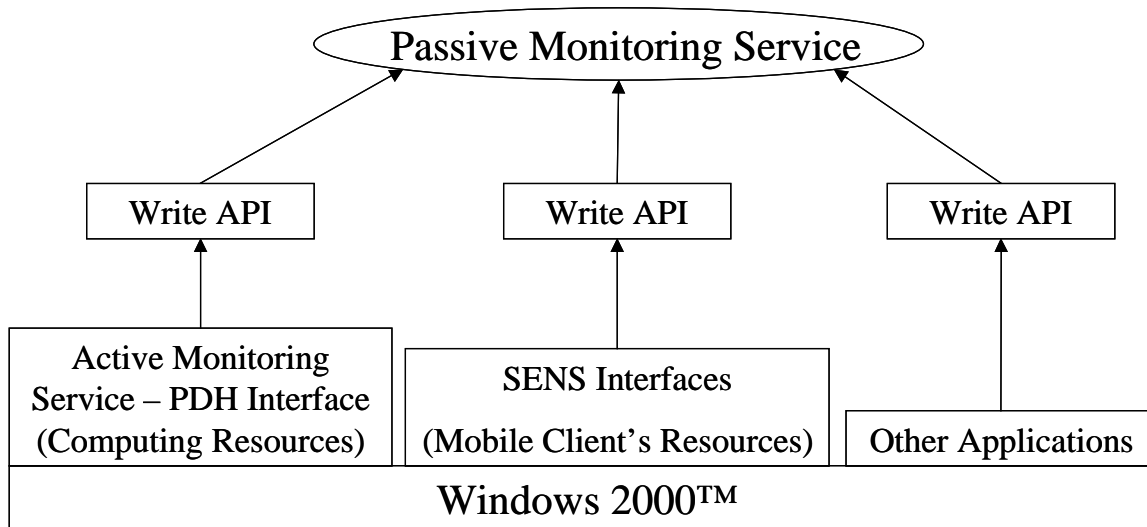 Passive Monitoring Service
Write API
Write API
Write API
Active Monitoring
Service – PDH Interface
(Computing Resources)
SENS Interfaces
(Mobile Client's Resources)
Other Applications
Windows 2000™